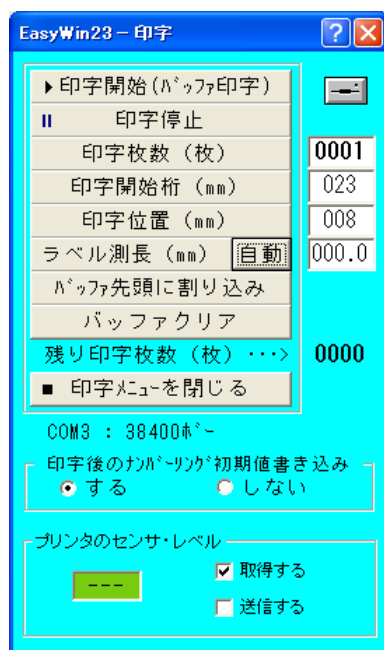 EasyWin23 − 印字
▶印字開始(ﾊﾞｯﾌｧ印字)
印字停止
印字枚数 (枚) 0001
印字開始桁 (mm) 023
印字位置 (mm) 008
ラベル測長 (mm) 自動 000.0
ﾊﾞｯﾌｧ先頭に割り込み
バッファクリア
残り印字枚数 (枚) ･･･> 0000
■ 印字ﾒﾆｭｰを閉じる
COM3 : 38400ﾎﾞｰ
印字後のﾅﾝﾊﾞｰﾘﾝｸﾞ初期値書き込み
する しない
プリンタのセンサ･レベル
--- 取得する
送信する